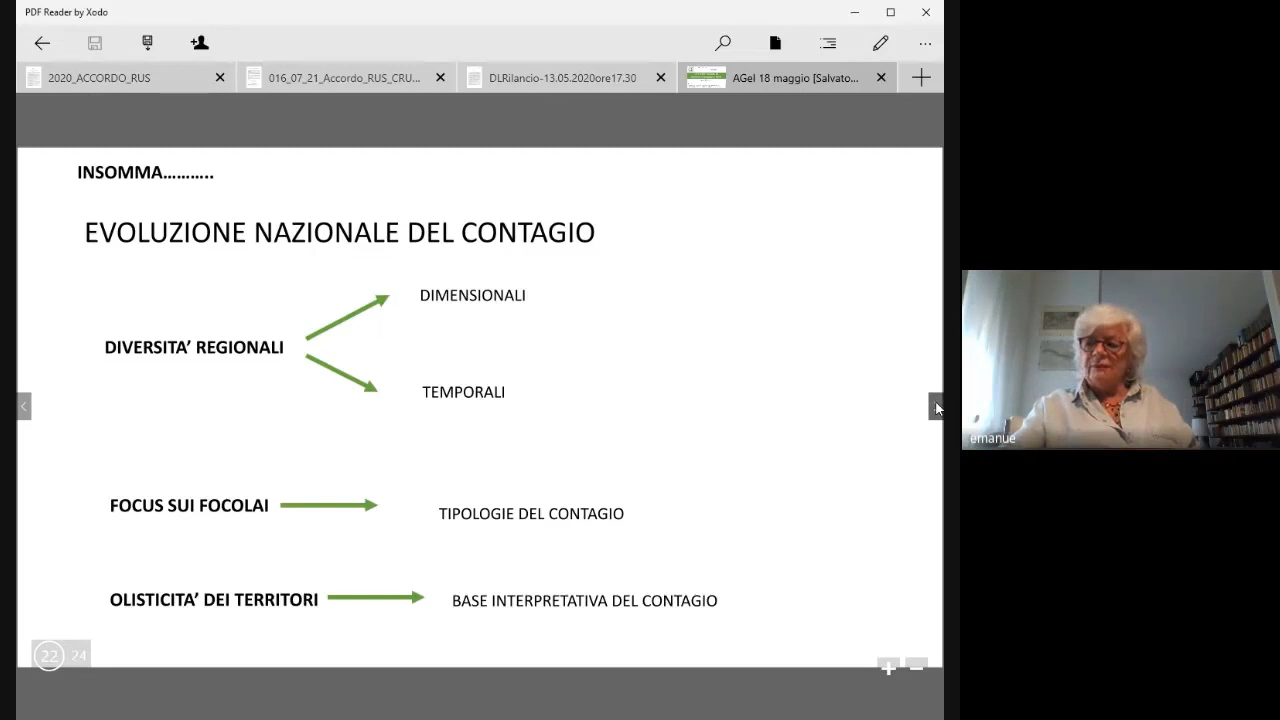 PDF Reader by Xodo
2020_ACCORDO_RUS
016_07_21_Accordo_RUS_CRU...
DLRilancio-13.05.2020ore17.30
AGeI 18 maggio [Salvato...
INSOMMA………..
EVOLUZIONE NAZIONALE DEL CONTAGIO
DIMENSIONALI
DIVERSITA’ REGIONALI
TEMPORALI
FOCUS SUI FOCOLAI
TIPOLOGIE DEL CONTAGIO
OLISTICITA’ DEI TERRITORI
BASE INTERPRETATIVA DEL CONTAGIO
22 24
emanue